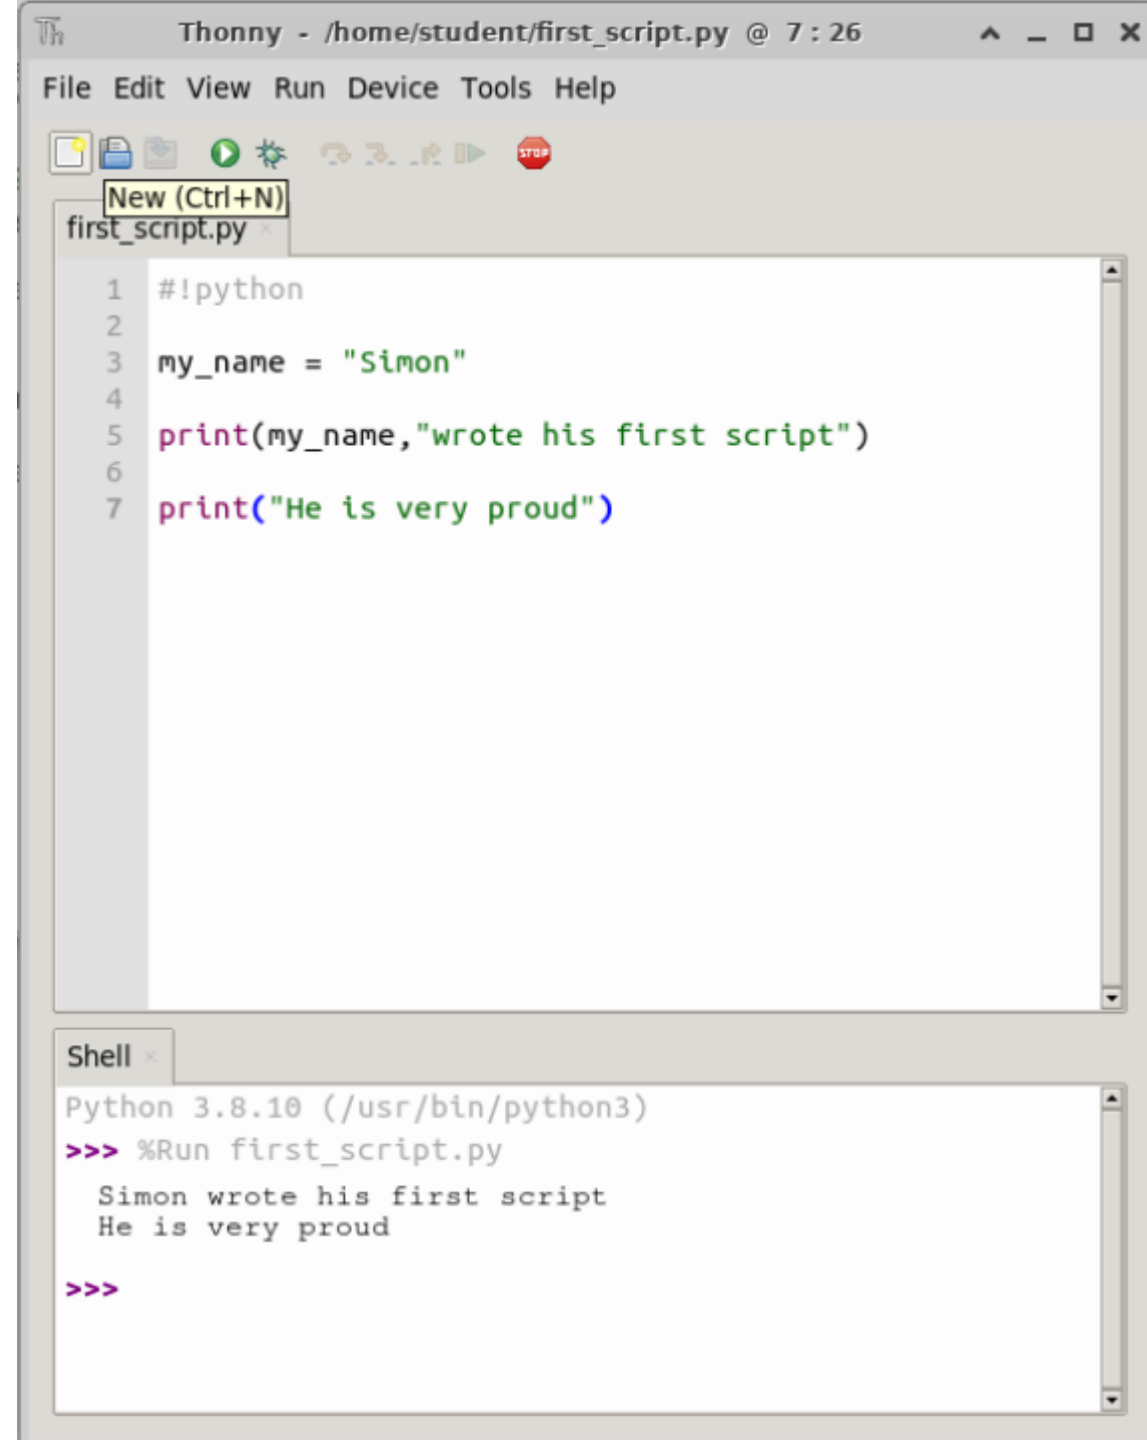 Th Thonny - /home/student/first_script.py @ 7 : 26
File Edit View Run Device Tools Help
STOP
New (Ctrl+N)
first_script.py ×
1 #!python
2
3 my_name = "Simon"
4
5 print(my_name,"wrote his first script")
6
7 print("He is very proud")
Shell ×
Python 3.8.10 (/usr/bin/python3)
>>> %Run first_script.py
Simon wrote his first script
He is very proud
>>>